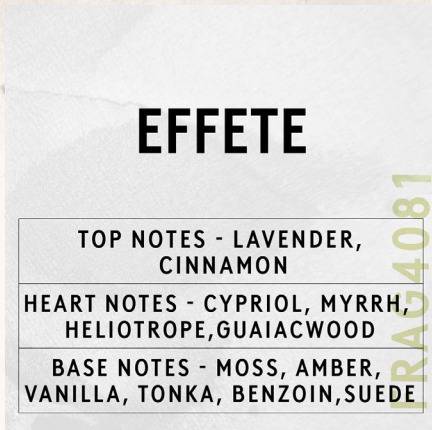 EFFETE
TOP NOTES - LAVENDER,
CINNAMON
HEART NOTES - CYPRIOL, MYRRH,
HELIOTROPE,GUAIACWOOD
BASE NOTES - MOSS, AMBER,
VANILLA, TONKA, BENZOIN,SUEDE
FRAG4081